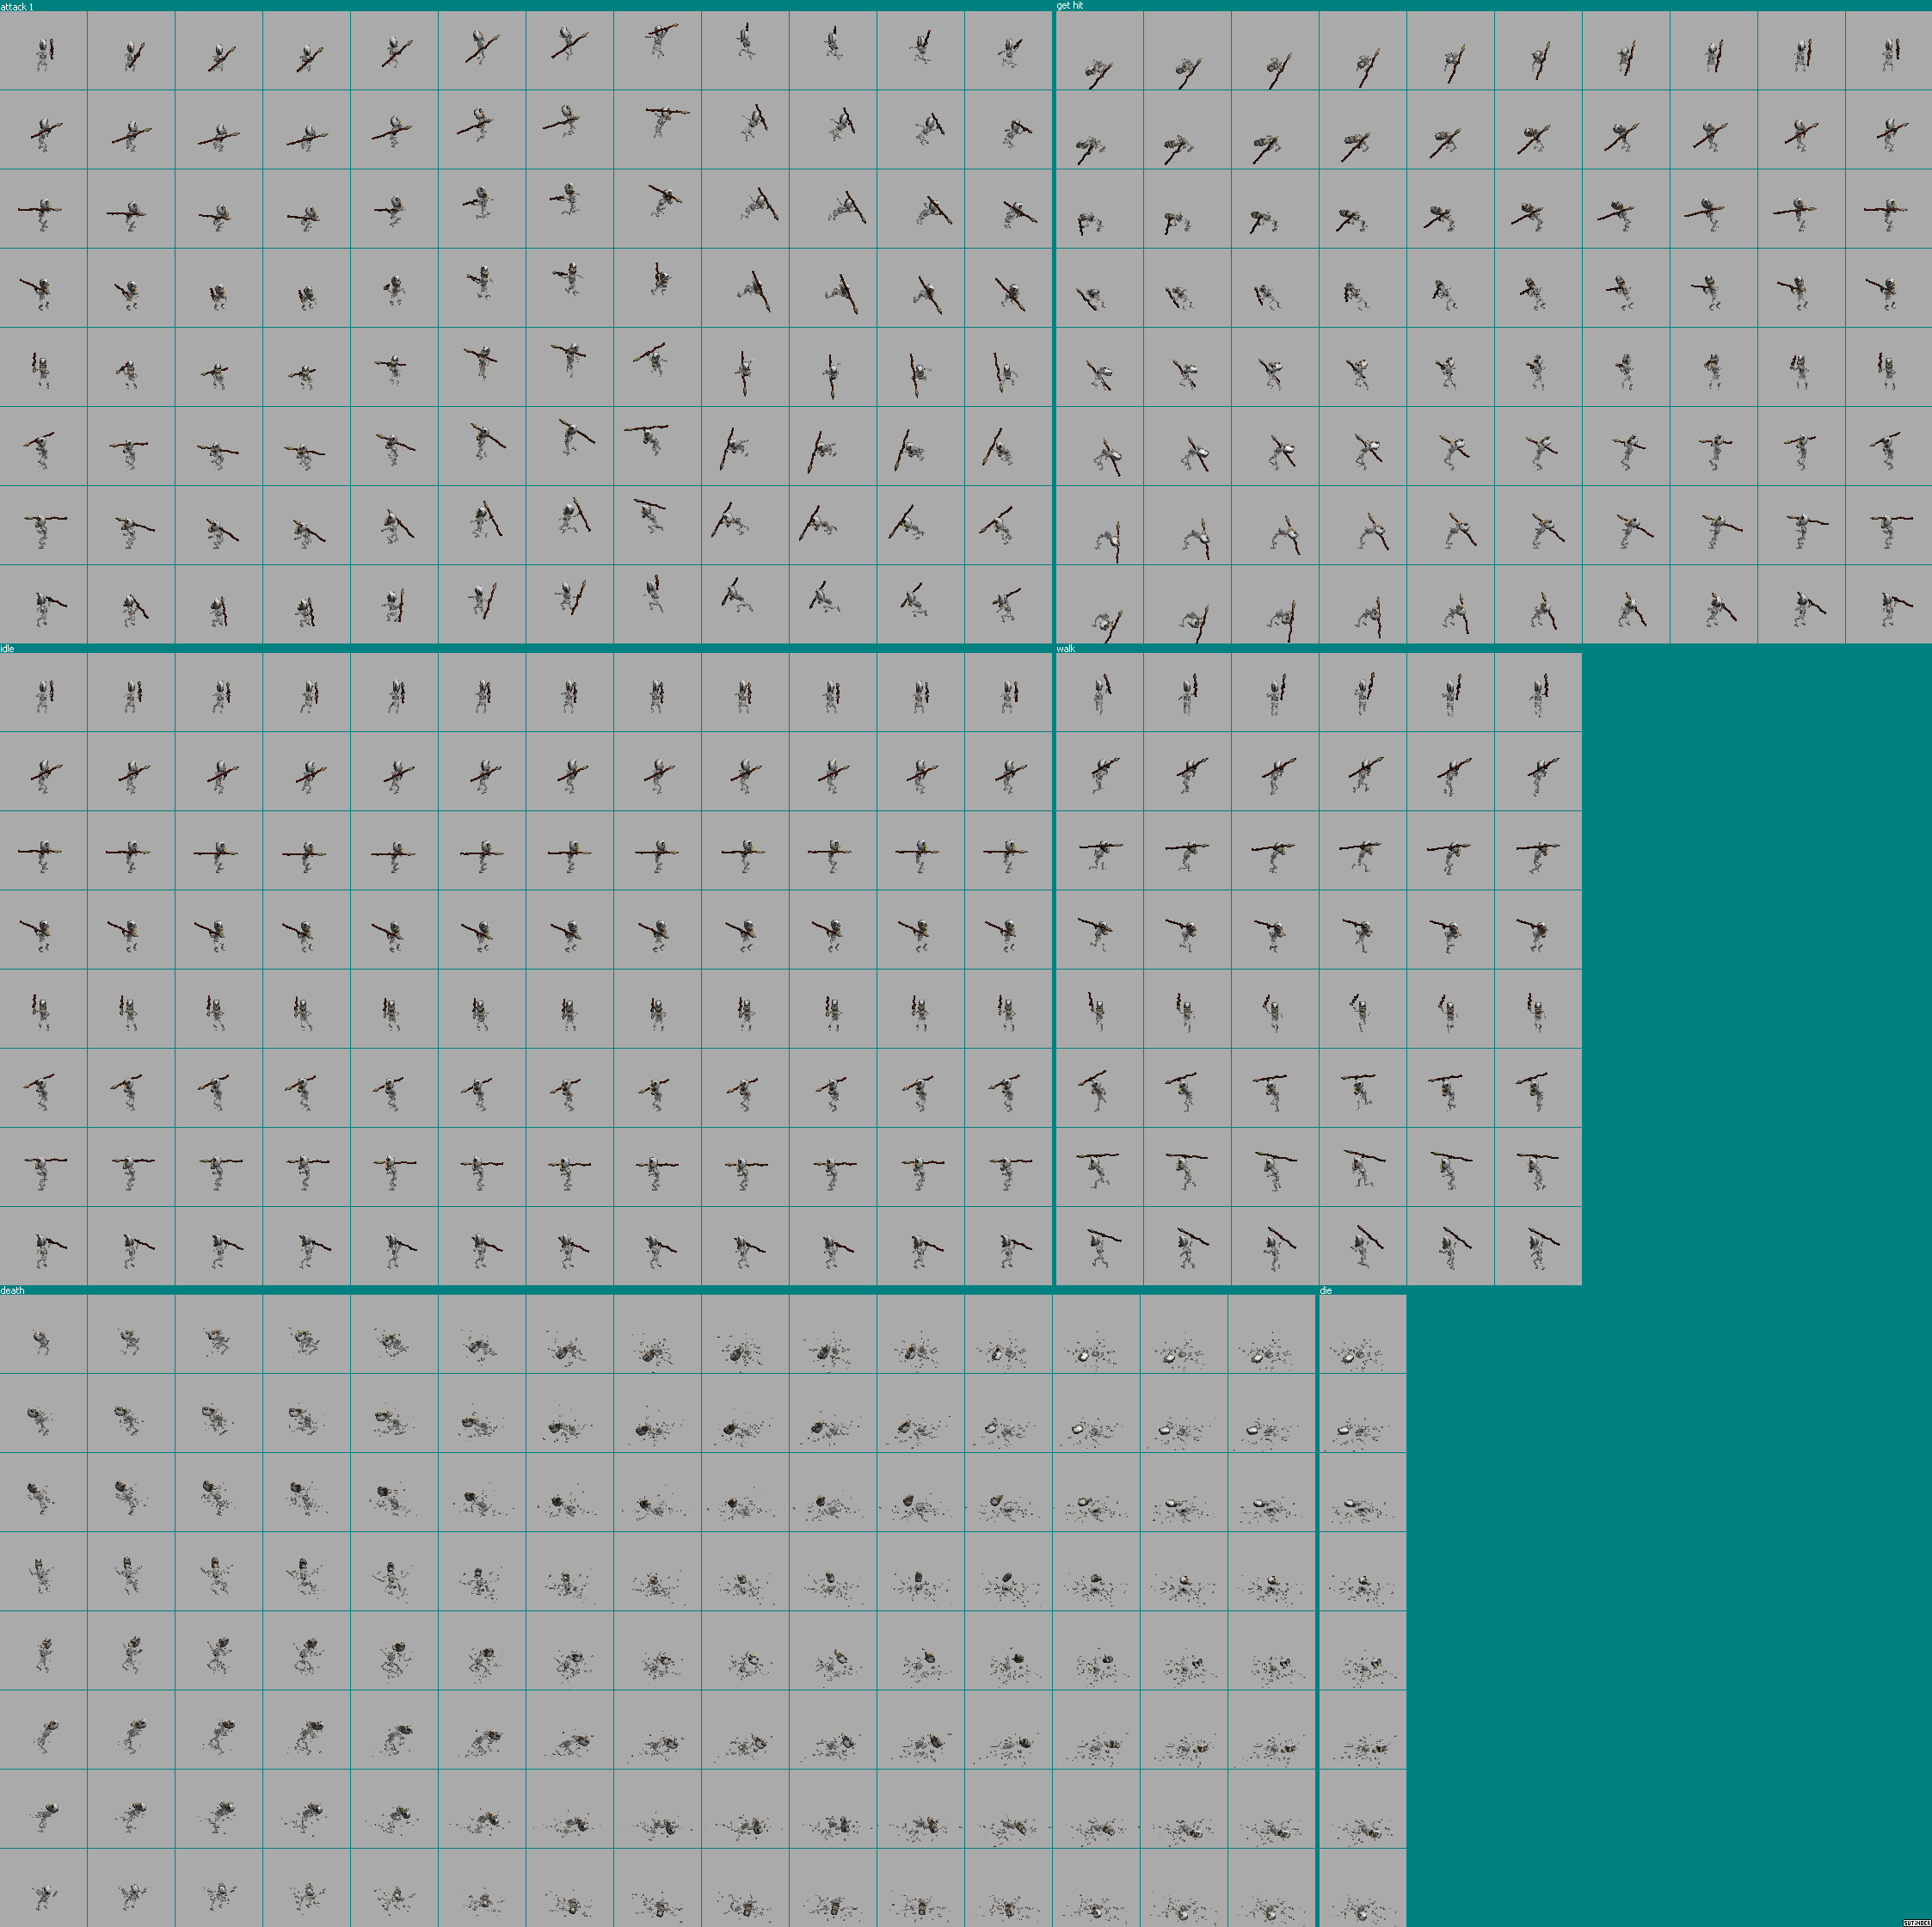 attack 1
get hit
idle
walk
death
die